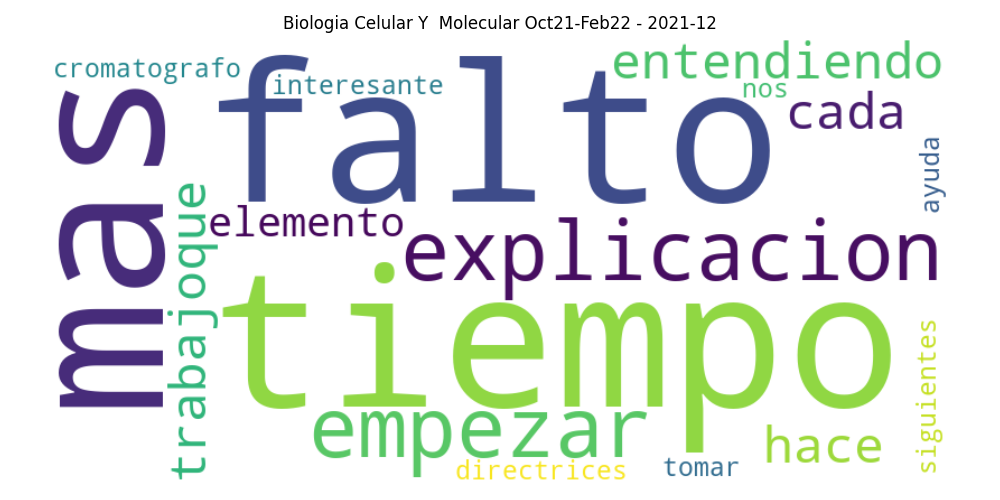 Biologia Celular Y  Molecular Oct21-Feb22 - 2021-12
cromatografo
interesante
entendiendo
nos
cada
mas
falto
ayuda
trabajoque
elemento
explicacion
tiempo
siguientes
empezar
hace
directrices
tomar